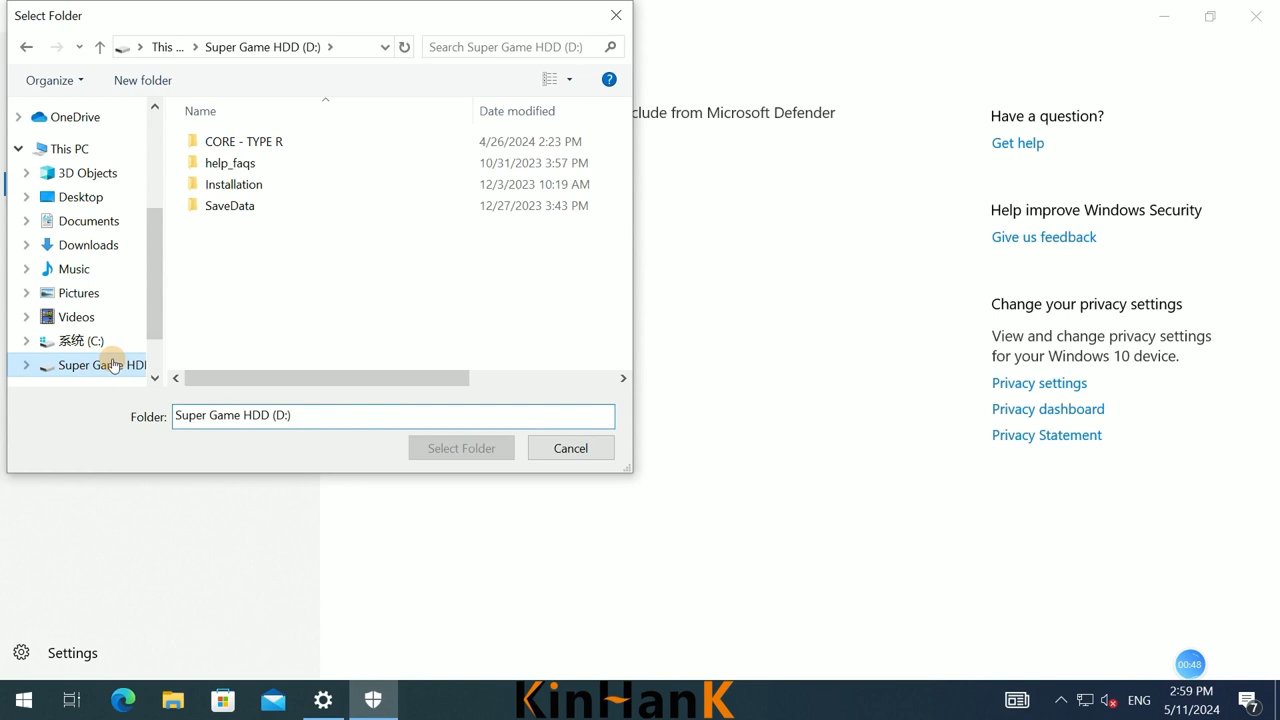 Select Folder
This ... Super Game HDD (D:)
Search Super Game HDD (D:)
Organize New folder
Name Date modified
OneDrive
This PC
3D Objects
Desktop
Documents
Downloads
Music
Pictures
Videos
系统 (C:)
Super Game HDI
CORE - TYPE R 4/26/2024 2:23 PM
help_faqs 10/31/2023 3:57 PM
Installation 12/3/2023 10:19 AM
SaveData 12/27/2023 3:43 PM
Folder: Super Game HDD (D:)
Select Folder Cancel
clude from Microsoft Defender
Have a question?
Get help
Help improve Windows Security
Give us feedback
Change your privacy settings
View and change privacy settings
for your Windows 10 device.
Privacy settings
Privacy dashboard
Privacy Statement
Settings
00:48
KinHanK
ENG
2:59 PM
5/11/2024
7